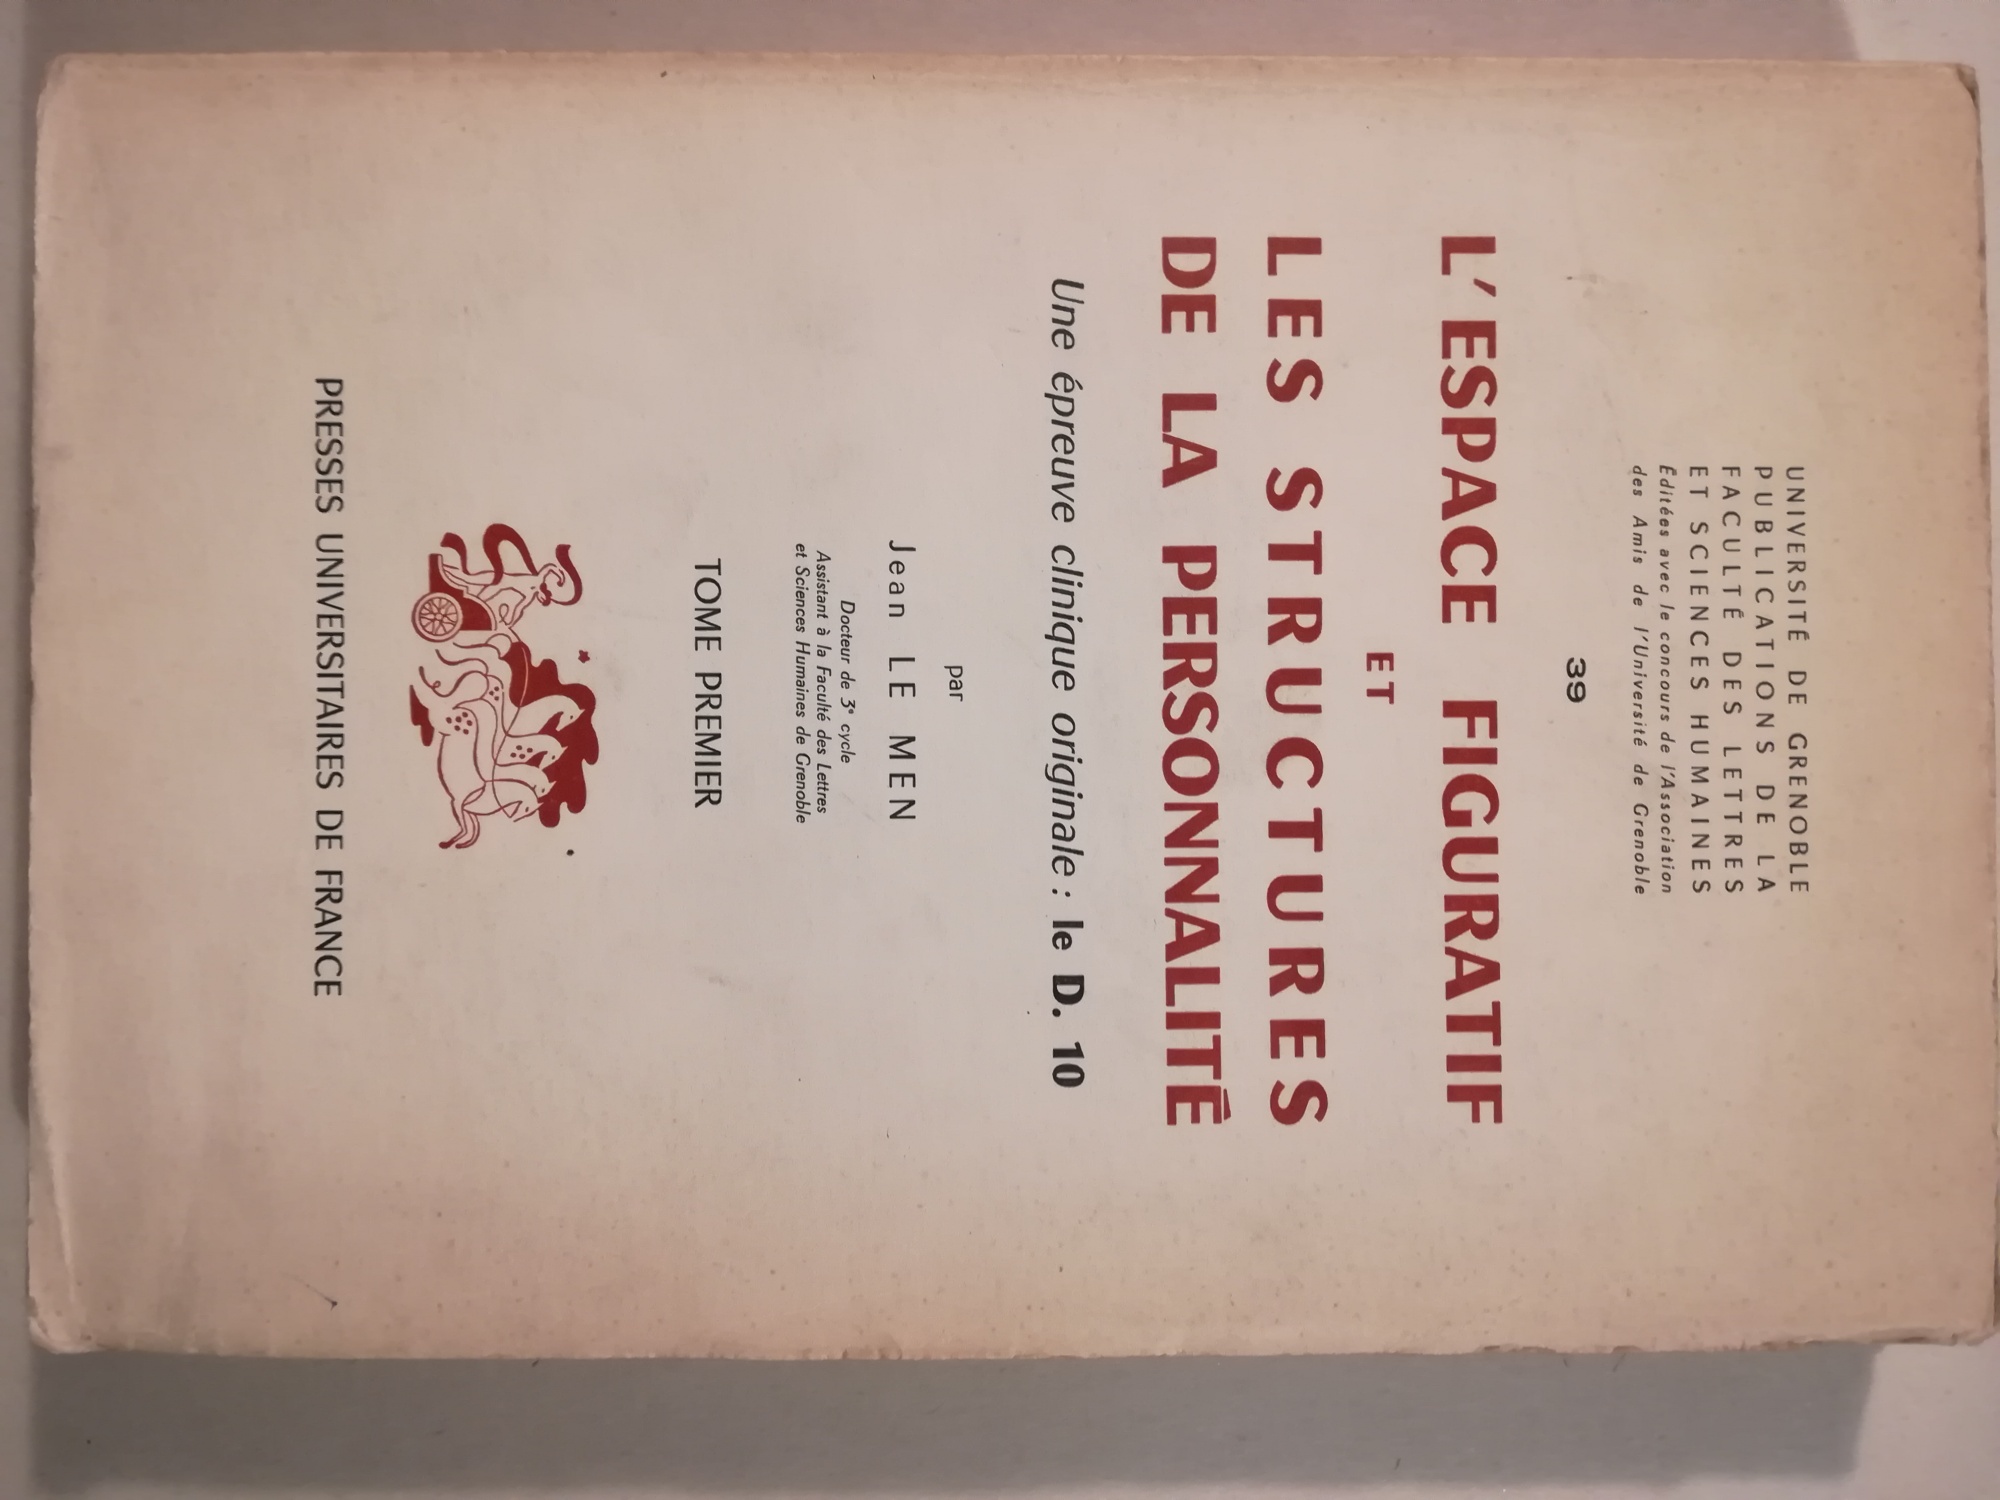 UNIVERSITÉ DE GRENOBLE
PUBLICATIONS DE LA
FACULTÉ DES LETTRES
ET SCIENCES HUMAINES
Éditées avec le concours de l'Association
des Amis de l'Université de Grenoble
39
L'ESPACE FIGURATIF
ET
LES STRUCTURES
DE LA PERSONNALITÉ
Une épreuve clinique originale : le D. 10
par
Jean LE MEN
Docteur de 3e cycle
Assistant à la Faculté des Lettres
et Sciences Humaines de Grenoble
TOME PREMIER
PRESSES UNIVERSITAIRES DE FRANCE